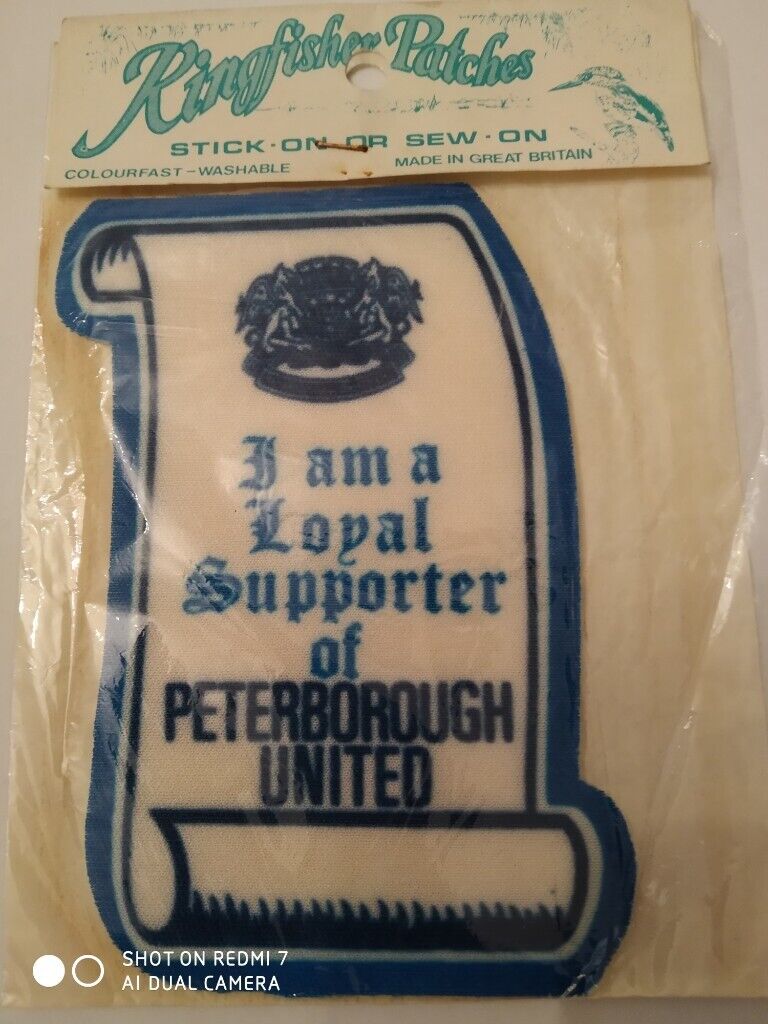 Kingfisher Patches
STICK-ON OR SEW-ON
COLOURFAST-WASHABLE
MADE IN GREAT BRITAIN
I am a
Loyal
Supporter
of
PETERBOROUGH
UNITED
SHOT ON REDMI 7
AI DUAL CAMERA